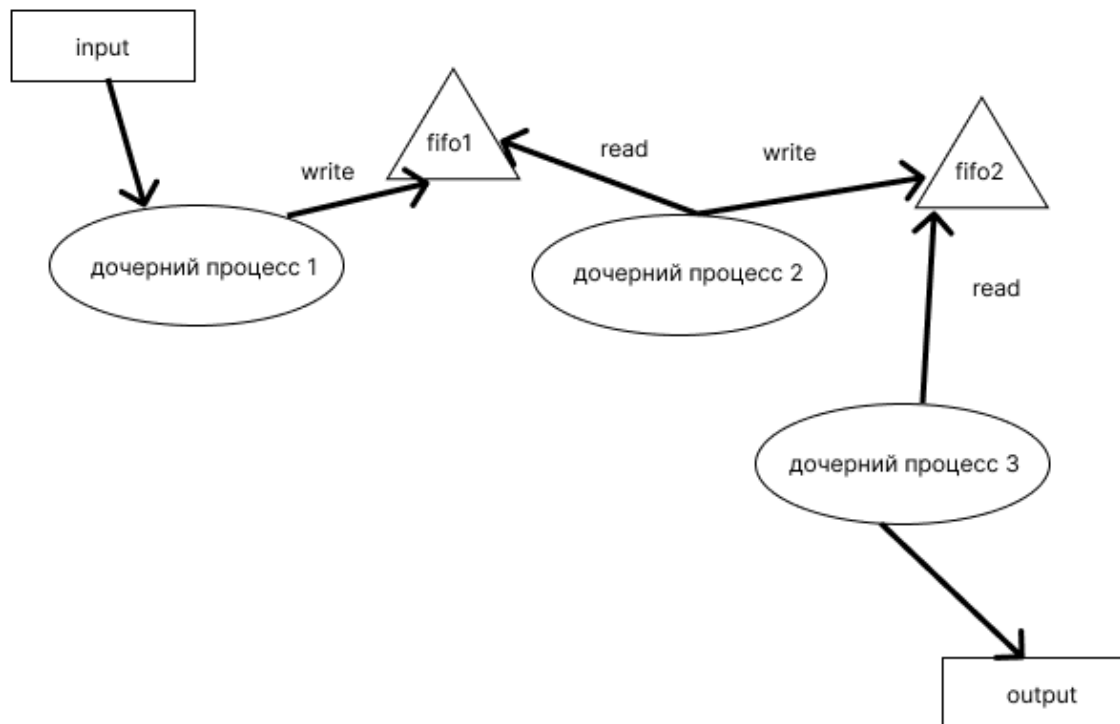 input
fifo1
write
read
write
fifo2
дочерний процесс 1
дочерний процесс 2
read
дочерний процесс 3
output